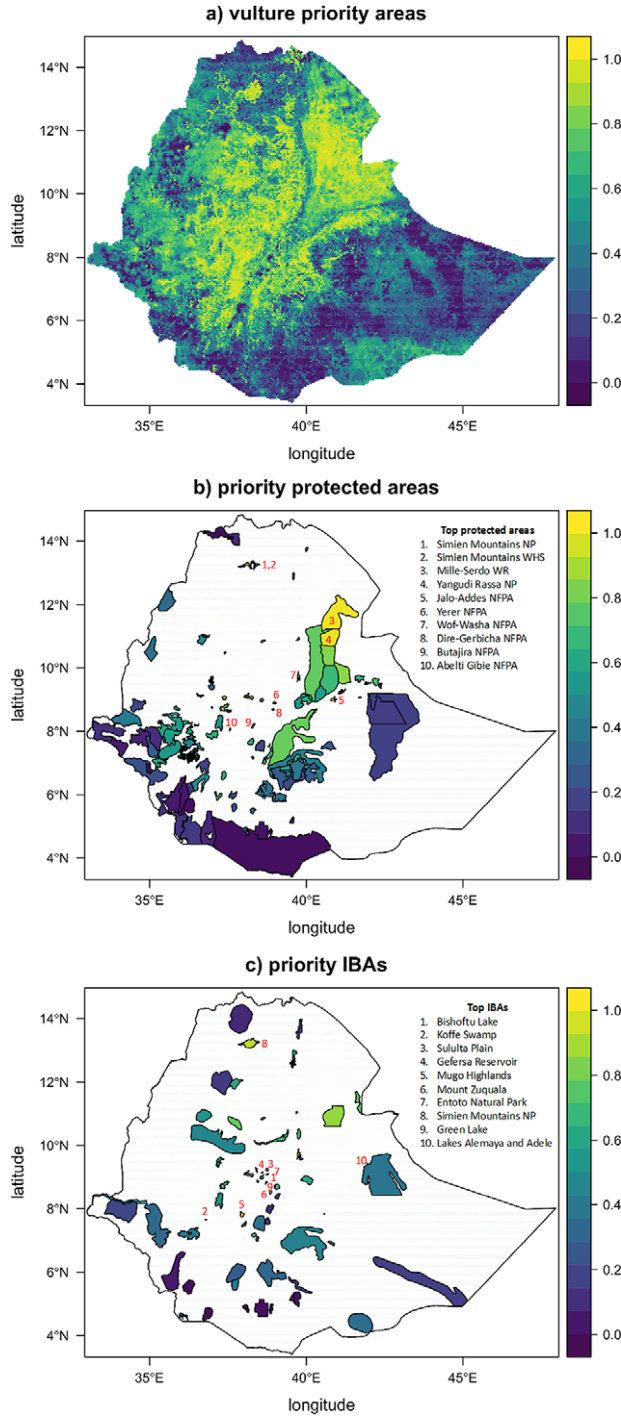 a) vulture priority areas
14°N
12°N
10°N
8°N
6°N
4°N
latitude
35°E
40°E
45°E
longitude
1.0
0.8
0.6
0.4
0.2
0.0
b) priority protected areas
14°N
12°N
10°N
8°N
6°N
4°N
latitude
35°E
40°E
45°E
longitude
Top protected areas
1. Simien Mountains NP
2. Simien Mountains WHS
3. Mille-Serdo WR
4. Yangudi Rassa NP
5. Jalo-Addes NFPA
6. Yerer NFPA
7. Wof-Washa NFPA
8. Dire-Gerbicha NFPA
9. Butajira NFPA
10. Abelti Gibie NFPA
1,2
3
4
7
6
5
8
10
9
1.0
0.8
0.6
0.4
0.2
0.0
c) priority IBAs
14°N
12°N
10°N
8°N
6°N
4°N
latitude
35°E
40°E
45°E
longitude
Top IBAs
1. Bishoftu Lake
2. Koffe Swamp
3. Sululta Plain
4. Gefersa Reservoir
5. Mugo Highlands
6. Mount Zuquala
7. Entoto Natural Park
8. Simien Mountains NP
9. Green Lake
10. Lakes Alemaya and Adele
8
4 3
7
1
9
6
5
2
10
1.0
0.8
0.6
0.4
0.2
0.0